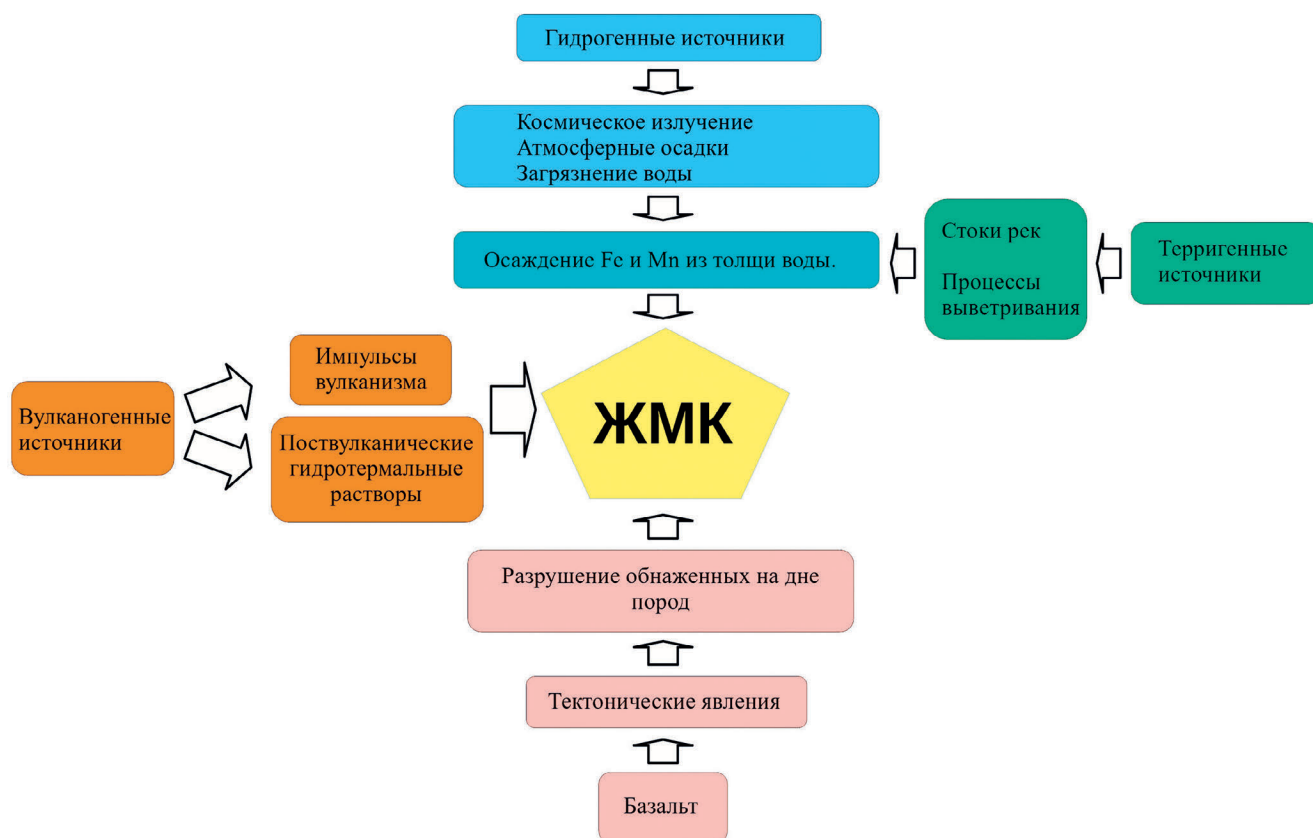 Гидрогенные источники
Космическое излучение
Атмосферные осадки
Загрязнение воды
Осаждение Fe и Mn из толщи воды.
Стоки рек
Процессы
выветривания
Терригенные
источники
Импульсы
вулканизма
Вулканогенные
источники
Поствулканические
гидротермальные
растворы
ЖМК
Разрушение обнаженных на дне
пород
Тектонические явления
Базальт